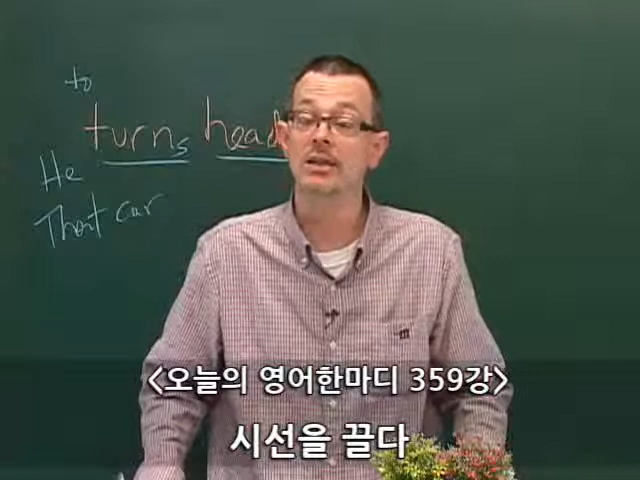 to
turns head
He
That car
<오늘의 영어한마디 359강>
시선을 끌다